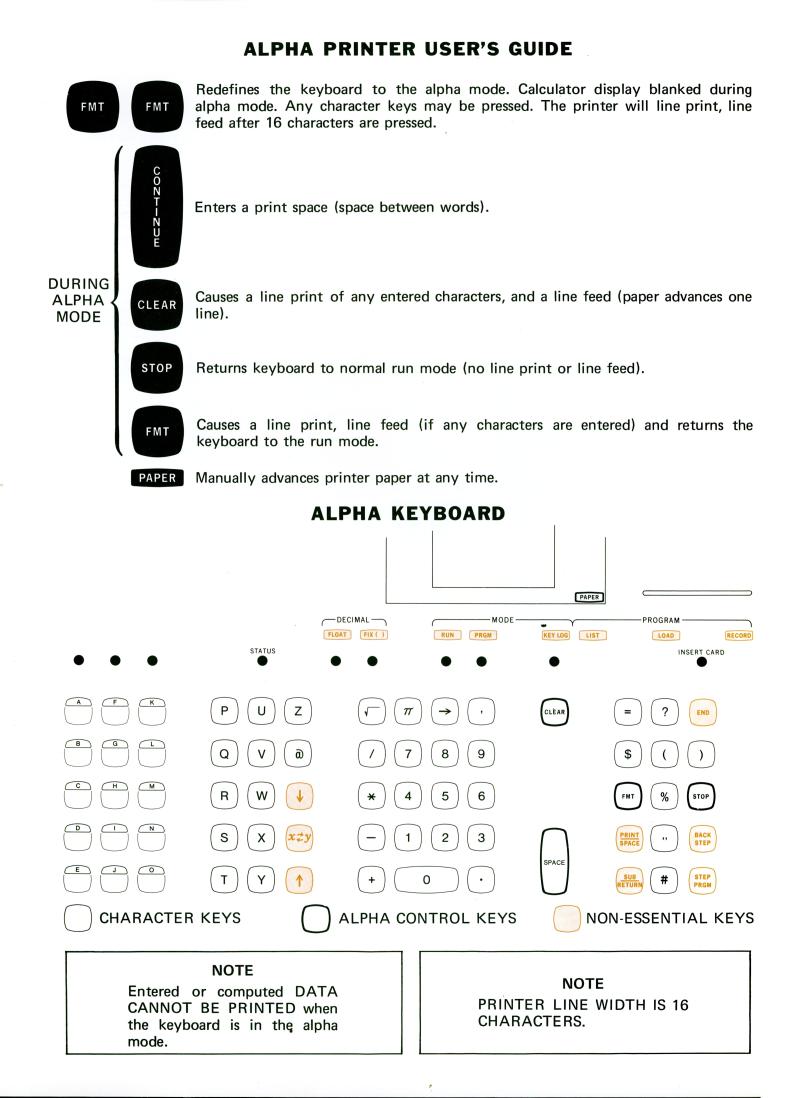 ALPHA PRINTER USER'S GUIDE
FMT FMT Redefines the keyboard to the alpha mode. Calculator display blanked during
alpha mode. Any character keys may be pressed. The printer will line print, line
feed after 16 characters are pressed.
CONTINUE Enters a print space (space between words).
DURING
ALPHA
MODE
CLEAR Causes a line print of any entered characters, and a line feed (paper advances one
line).
STOP Returns keyboard to normal run mode (no line print or line feed).
FMT Causes a line print, line feed (if any characters are entered) and returns the
keyboard to the run mode.
PAPER Manually advances printer paper at any time.
ALPHA KEYBOARD
PAPER
DECIMAL MODE PROGRAM
FLOAT FIX ( ) RUN PRGM KEY LOG LIST LOAD RECORD
STATUS INSERT CARD
A F K P U Z √ π → , CLEAR = ? END
B G L Q V @ / 7 8 9 $ ( )
C H M R W ↓ * 4 5 6 FMT % STOP
D I N S X x⇄y − 1 2 3 PRINT SPACE " BACK STEP
E J O T Y ↑ + 0 . SPACE SUB RETURN # STEP PRGM
CHARACTER KEYS ALPHA CONTROL KEYS NON-ESSENTIAL KEYS
NOTE
Entered or computed DATA
CANNOT BE PRINTED when
the keyboard is in the alpha
mode.
NOTE
PRINTER LINE WIDTH IS 16
CHARACTERS.